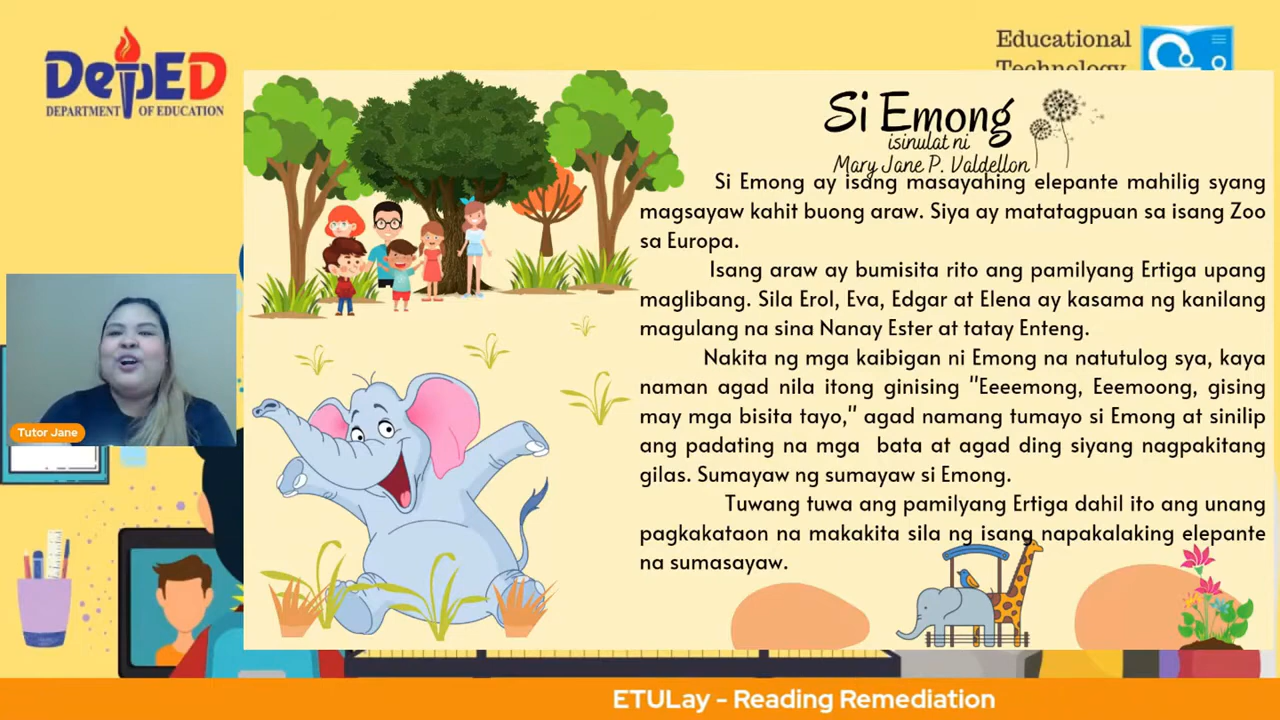 DepED
DEPARTMENT OF EDUCATION
Educational
Technology
Si Emong
isinulat ni
Mary Jane P. Valdellon
Si Emong ay isang masayahing elepante mahilig syang
magsayaw kahit buong araw. Siya ay matatagpuan sa isang Zoo
sa Europa.
Isang araw ay bumisita rito ang pamilyang Ertiga upang
maglibang. Sila Erol, Eva, Edgar at Elena ay kasama ng kanilang
magulang na sina Nanay Ester at tatay Enteng.
Nakita ng mga kaibigan ni Emong na natutulog sya, kaya
naman agad nila itong ginising "Eeeemong, Eeemoong, gising
may mga bisita tayo," agad namang tumayo si Emong at sinilip
ang padating na mga bata at agad ding siyang nagpakitang
gilas. Sumayaw ng sumayaw si Emong.
Tuwang tuwa ang pamilyang Ertiga dahil ito ang unang
pagkakataon na makakita sila ng isang napakalaking elepante
na sumasayaw.
Tutor Jane
ETULay - Reading Remediation